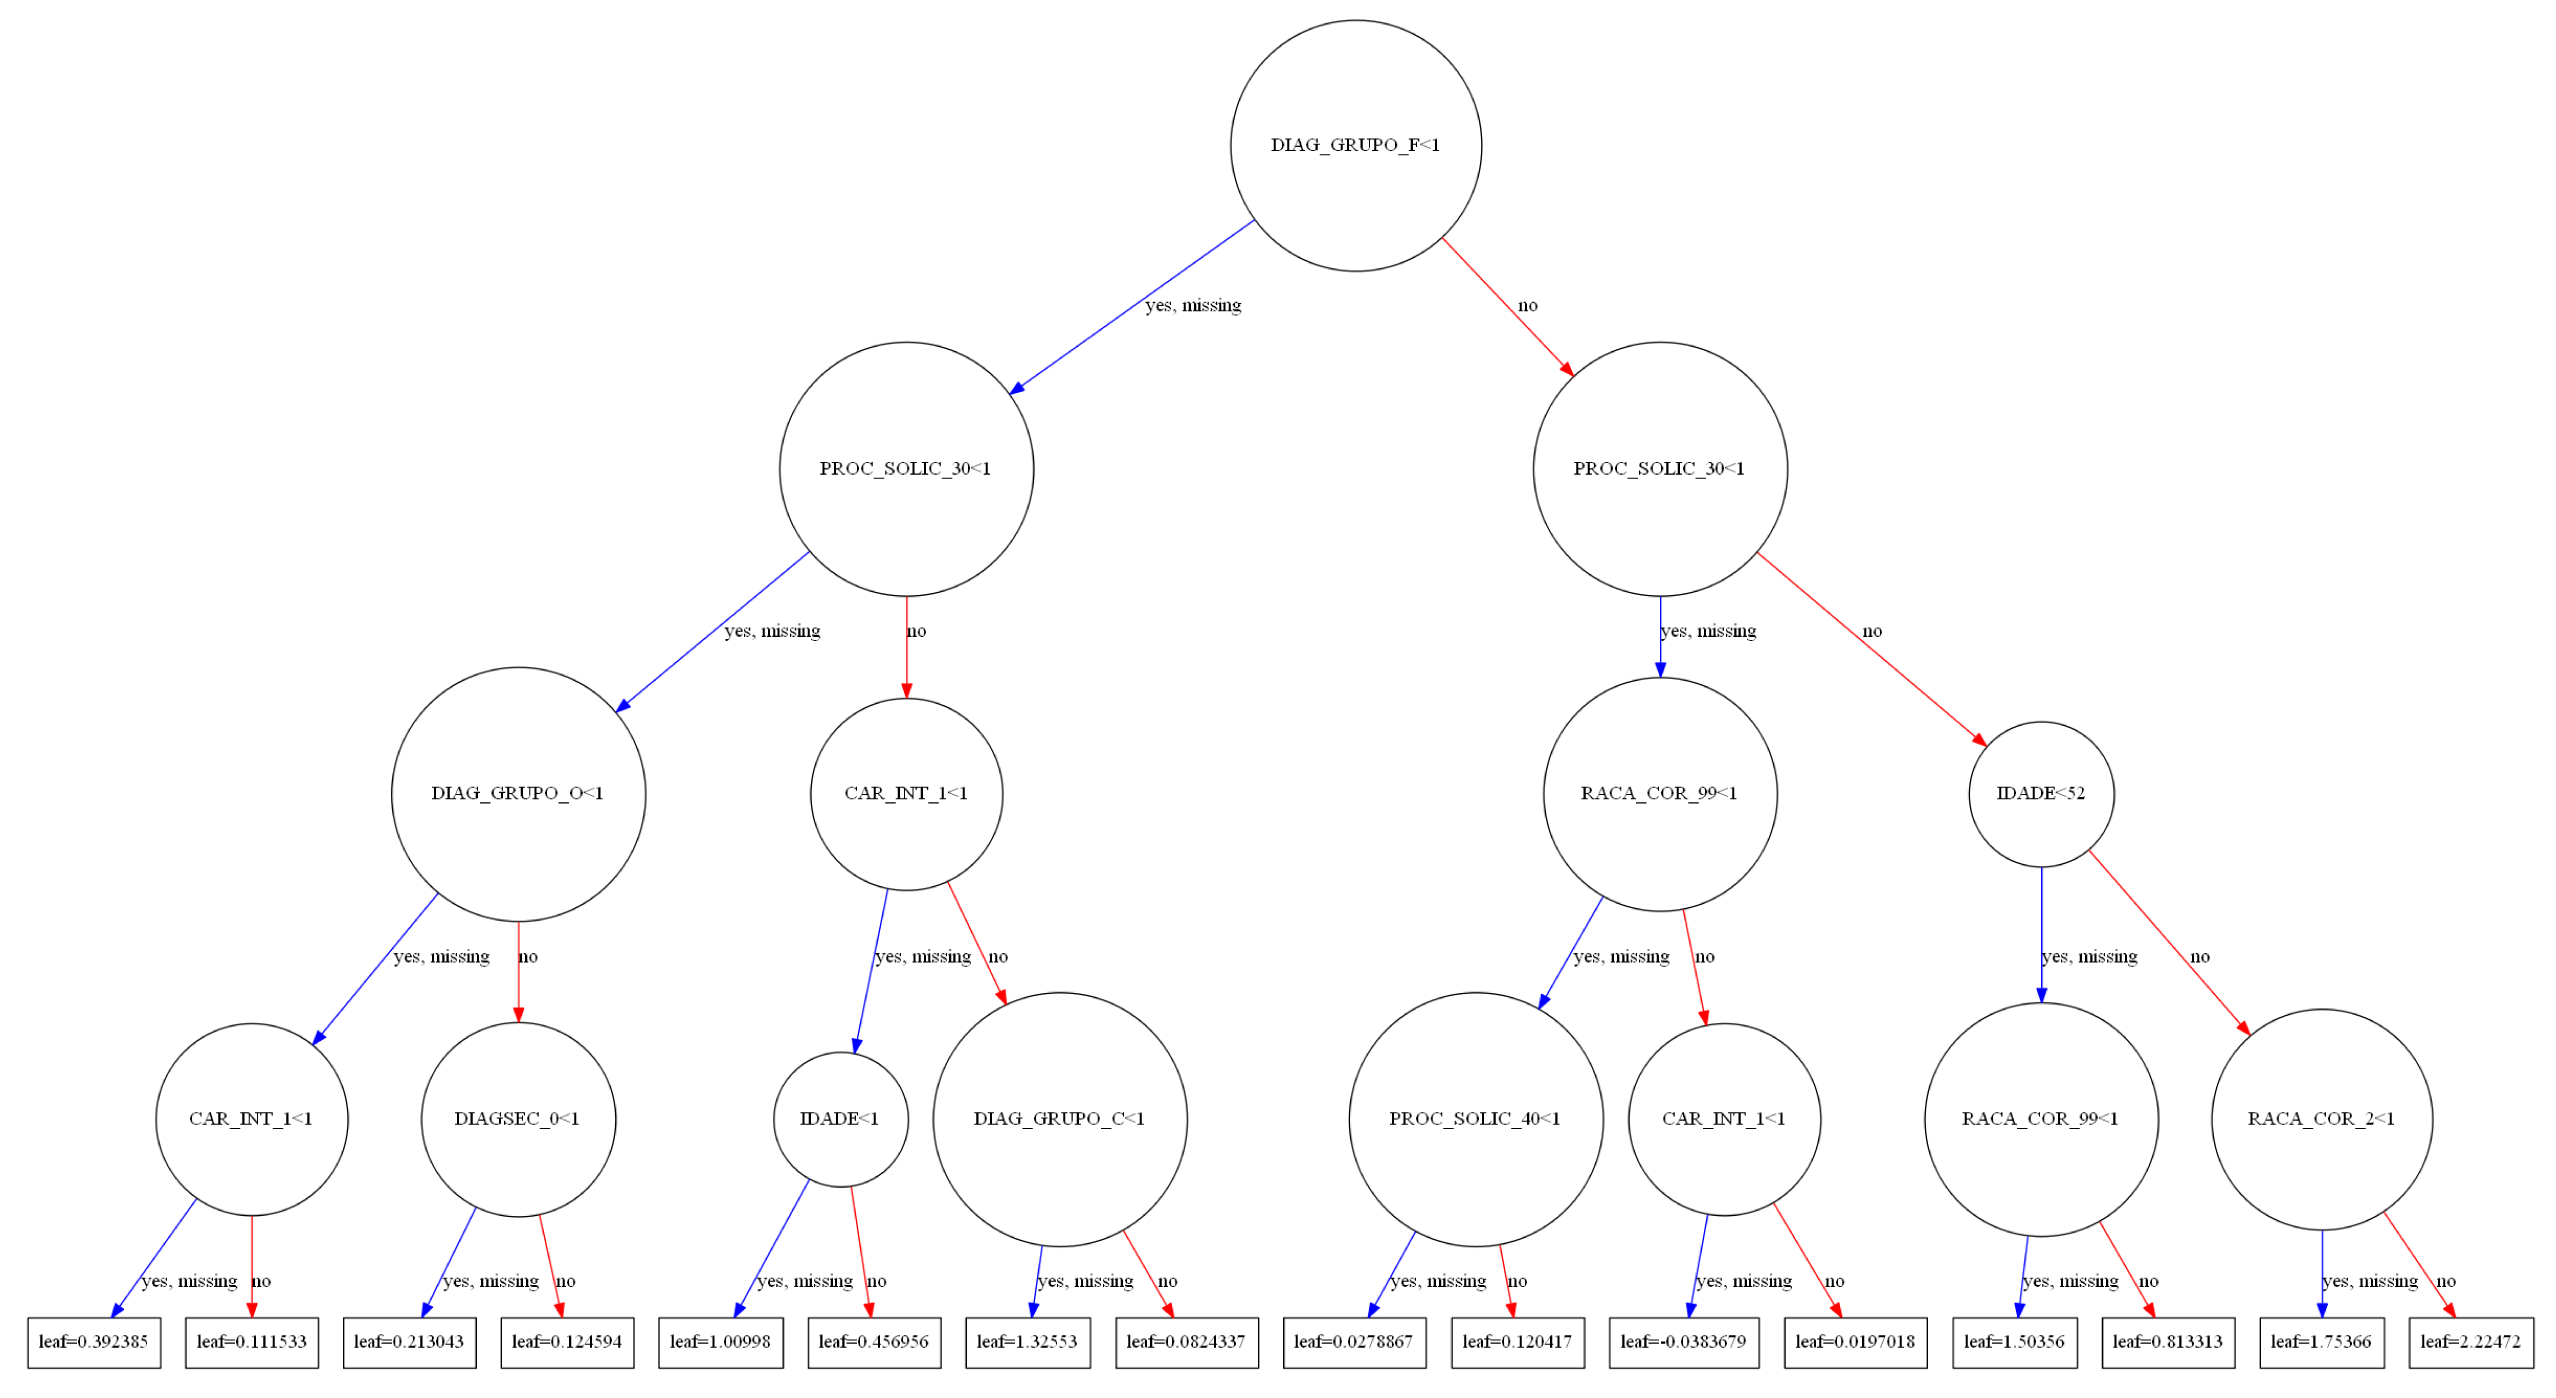 DIAG_GRUPO_F<1
yes, missing
no
PROC_SOLIC_30<1
PROC_SOLIC_30<1
yes, missing
no
yes, missing
no
DIAG_GRUPO_O<1
CAR_INT_1<1
RACA_COR_99<1
IDADE<52
yes, missing
no
yes, missing
no
yes, missing
no
yes, missing
no
CAR_INT_1<1
DIAGSEC_0<1
IDADE<1
DIAG_GRUPO_C<1
PROC_SOLIC_40<1
CAR_INT_1<1
RACA_COR_99<1
RACA_COR_2<1
yes, missing
no
yes, missing
no
yes, missing
no
yes, missing
no
yes, missing
no
yes, missing
no
yes, missing
no
yes, missing
no
leaf=0.392385
leaf=0.111533
leaf=0.213043
leaf=0.124594
leaf=1.00998
leaf=0.456956
leaf=1.32553
leaf=0.0824337
leaf=0.0278867
leaf=0.120417
leaf=-0.0383679
leaf=0.0197018
leaf=1.50356
leaf=0.813313
leaf=1.75366
leaf=2.22472